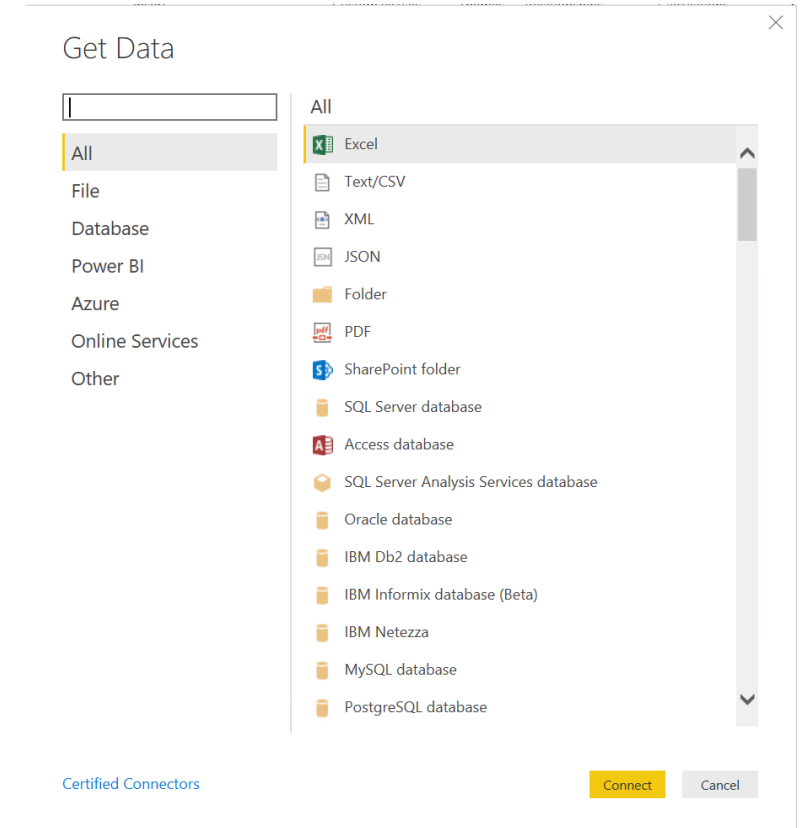 Get Data
All
File
Database
Power BI
Azure
Online Services
Other
All
Excel
Text/CSV
XML
JSON
Folder
PDF
SharePoint folder
SQL Server database
Access database
SQL Server Analysis Services database
Oracle database
IBM Db2 database
IBM Informix database (Beta)
IBM Netezza
MySQL database
PostgreSQL database
Certified Connectors
Connect
Cancel